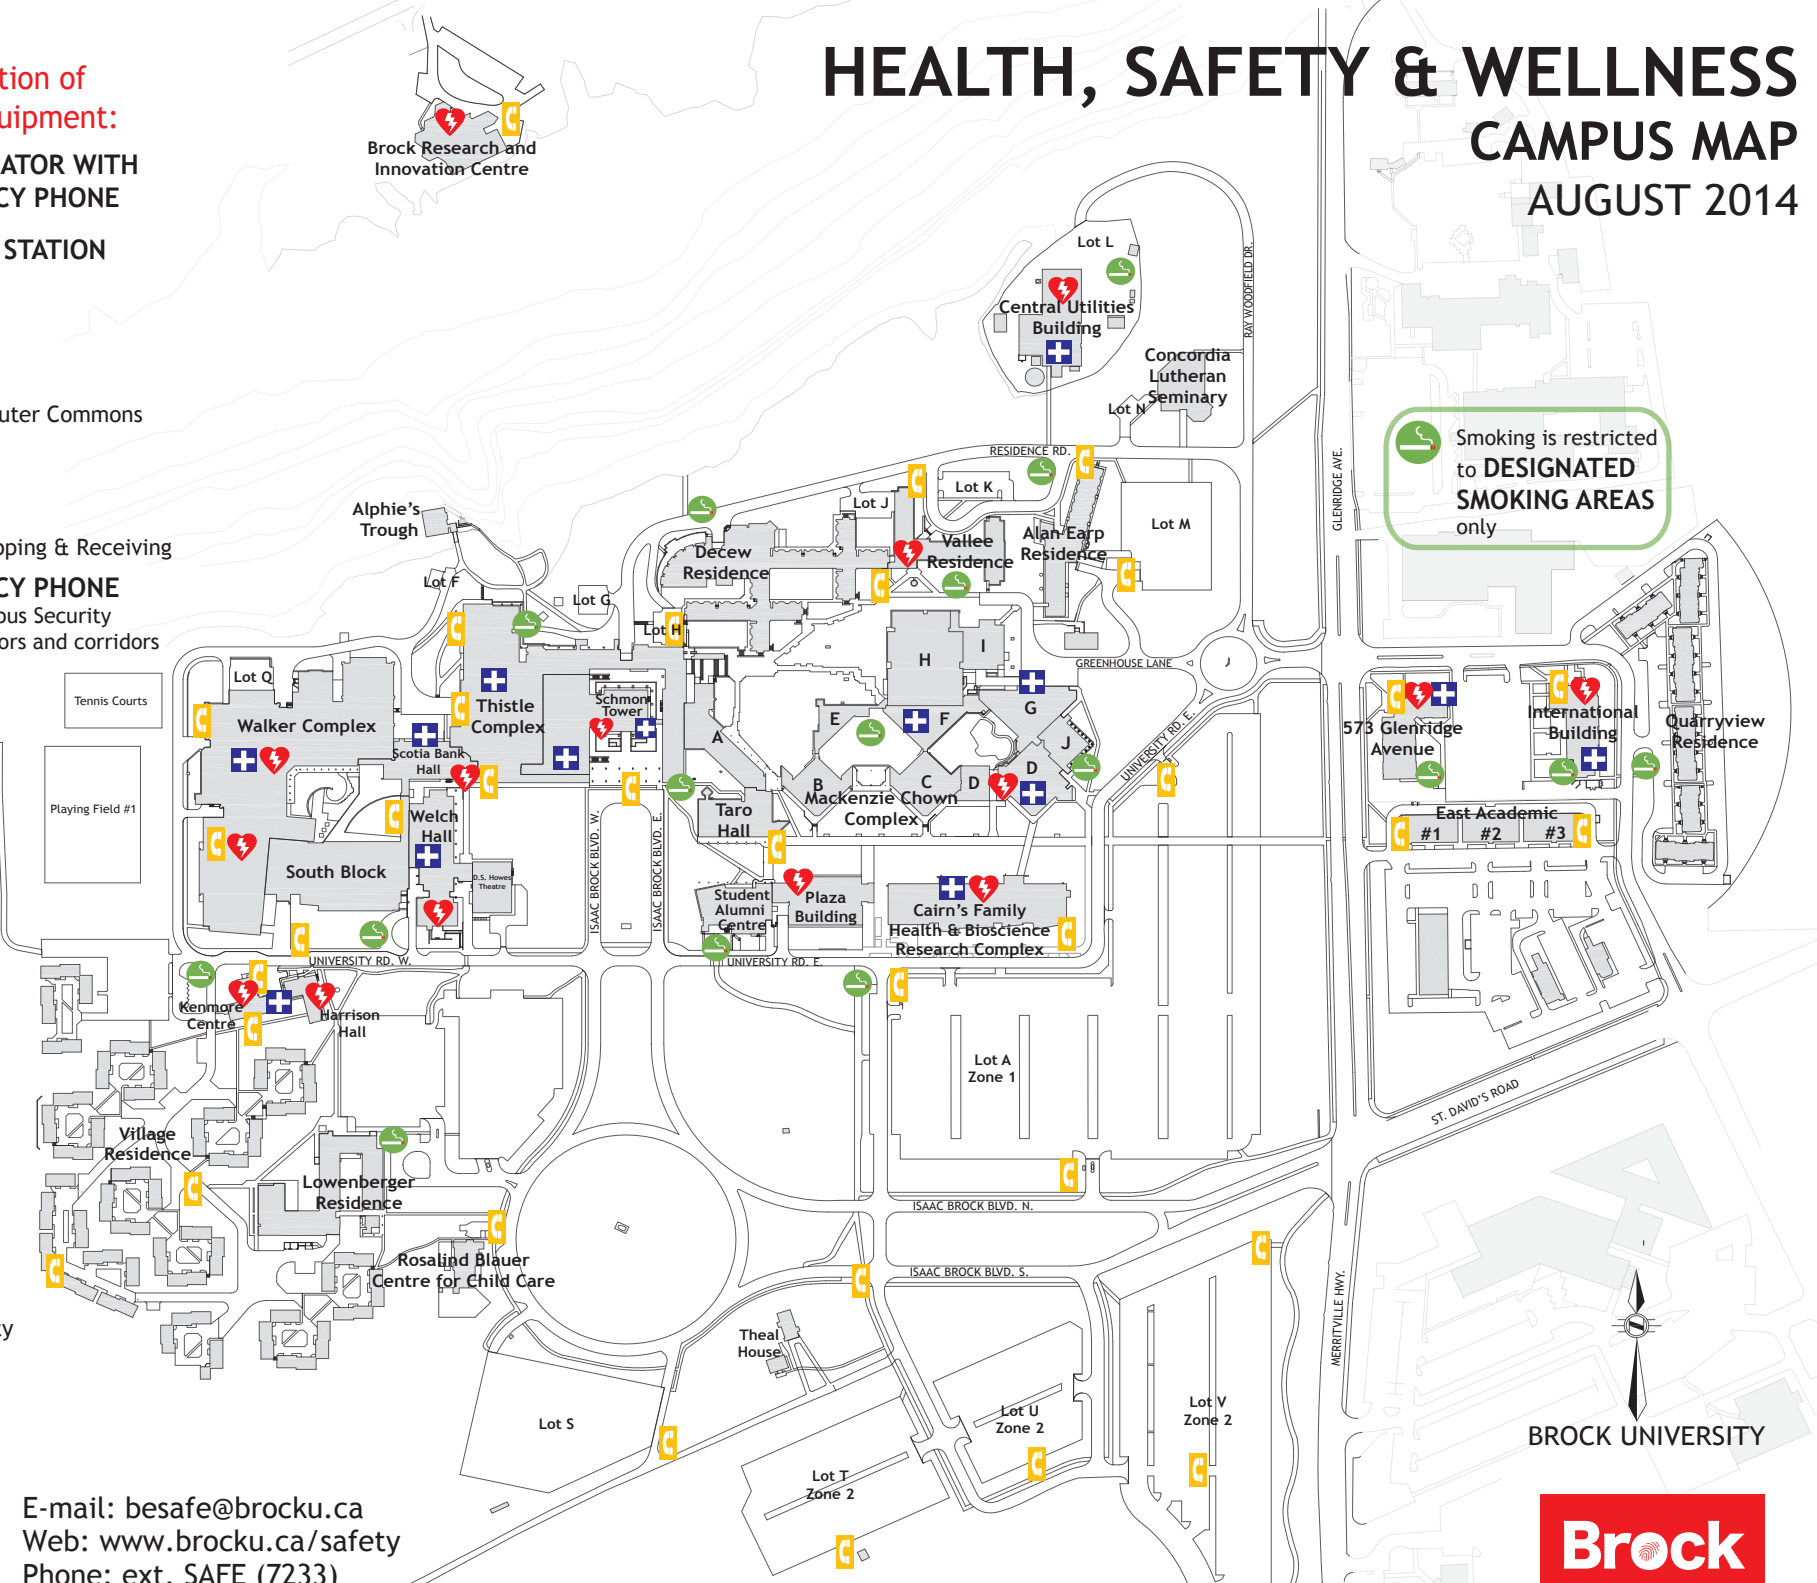 HEALTH, SAFETY & WELLNESS
CAMPUS MAP
AUGUST 2014
tion of
uipment:
ATOR WITH
CY PHONE
STATION
uter Commons
pping & Receiving
CY PHONE
pus Security
ors and corridors
Brock Research and
Innovation Centre
Lot L
Central Utilities
Building
RAY WOODFIELD DR.
Concordia
Lutheran
Seminary
Lot N
GLENRIDGE AVE.
Smoking is restricted
to DESIGNATED
SMOKING AREAS
only
RESIDENCE RD.
Lot K
Lot J
Lot M
Alphie's
Trough
Decew
Residence
Vallee
Residence
Alan Earp
Residence
Lot F
Lot G
Lot H
H
I
GREENHOUSE LANE
J
Lot Q
Tennis Courts
Walker Complex
Thistle
Complex
Schmon
Tower
Scotia Bank
Hall
A
E
F
G
J
B
C
D
D
Mackenzie Chown
Complex
UNIVERSITY RD. E.
573 Glenridge
Avenue
International
Building
Quarryview
Residence
Playing Field #1
Welch
Hall
Taro
Hall
East Academic
#1
#2
#3
South Block
D.S. Howes
Theatre
ISAAC BROCK BLVD. W.
ISAAC BROCK BLVD. E.
Student
Alumni
Centre
Plaza
Building
Cairn's Family
Health & Bioscience
Research Complex
UNIVERSITY RD. W.
UNIVERSITY RD. E.
Kenmore
Centre
Harrison
Hall
Lot A
Zone 1
ST. DAVID'S ROAD
Village
Residence
Lowenberger
Residence
ISAAC BROCK BLVD. N.
Rosalind Blauer
Centre for Child Care
ISAAC BROCK BLVD. S.
MERRITVILLE HWY.
ty
Theal
House
Lot S
Lot T
Zone 2
Lot U
Zone 2
Lot V
Zone 2
BROCK UNIVERSITY
E-mail: besafe@brocku.ca
Web: www.brocku.ca/safety
Phone: ext. SAFE (7233)
Brock